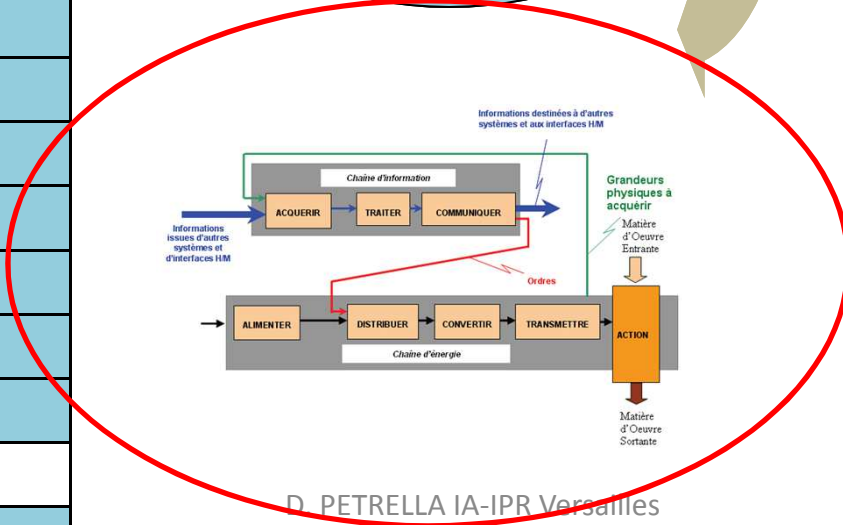 Informations destinées à d'autres
systèmes et aux interfaces H/M
Chaîne d'information
Grandeurs
physiques à
acquérir
ACQUERIR
TRAITER
COMMUNIQUER
Informations
issues d'autres
systèmes et
d'interfaces H/M
Matière
d'Oeuvre
Entrante
Ordres
ALIMENTER
DISTRIBUER
CONVERTIR
TRANSMETTRE
ACTION
Chaîne d'énergie
Matière
d'Oeuvre
Sortante
D. PETRELLA IA-IPR Versailles